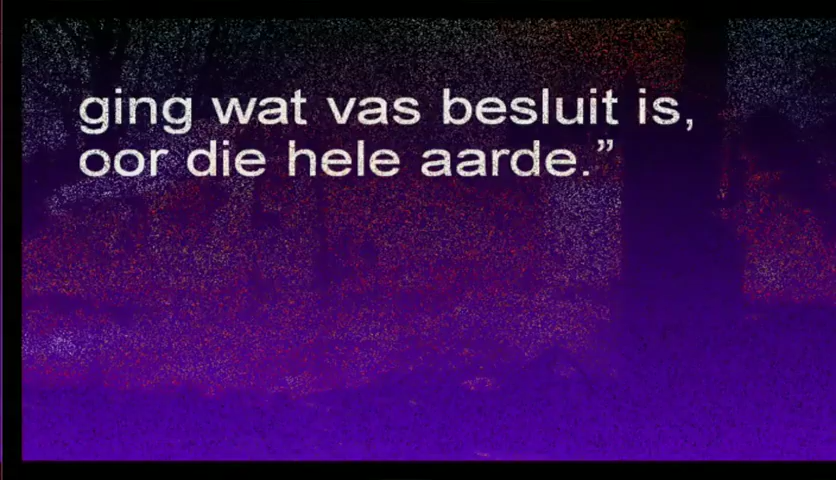 ging wat vas besluit is,
oor die hele aarde.”